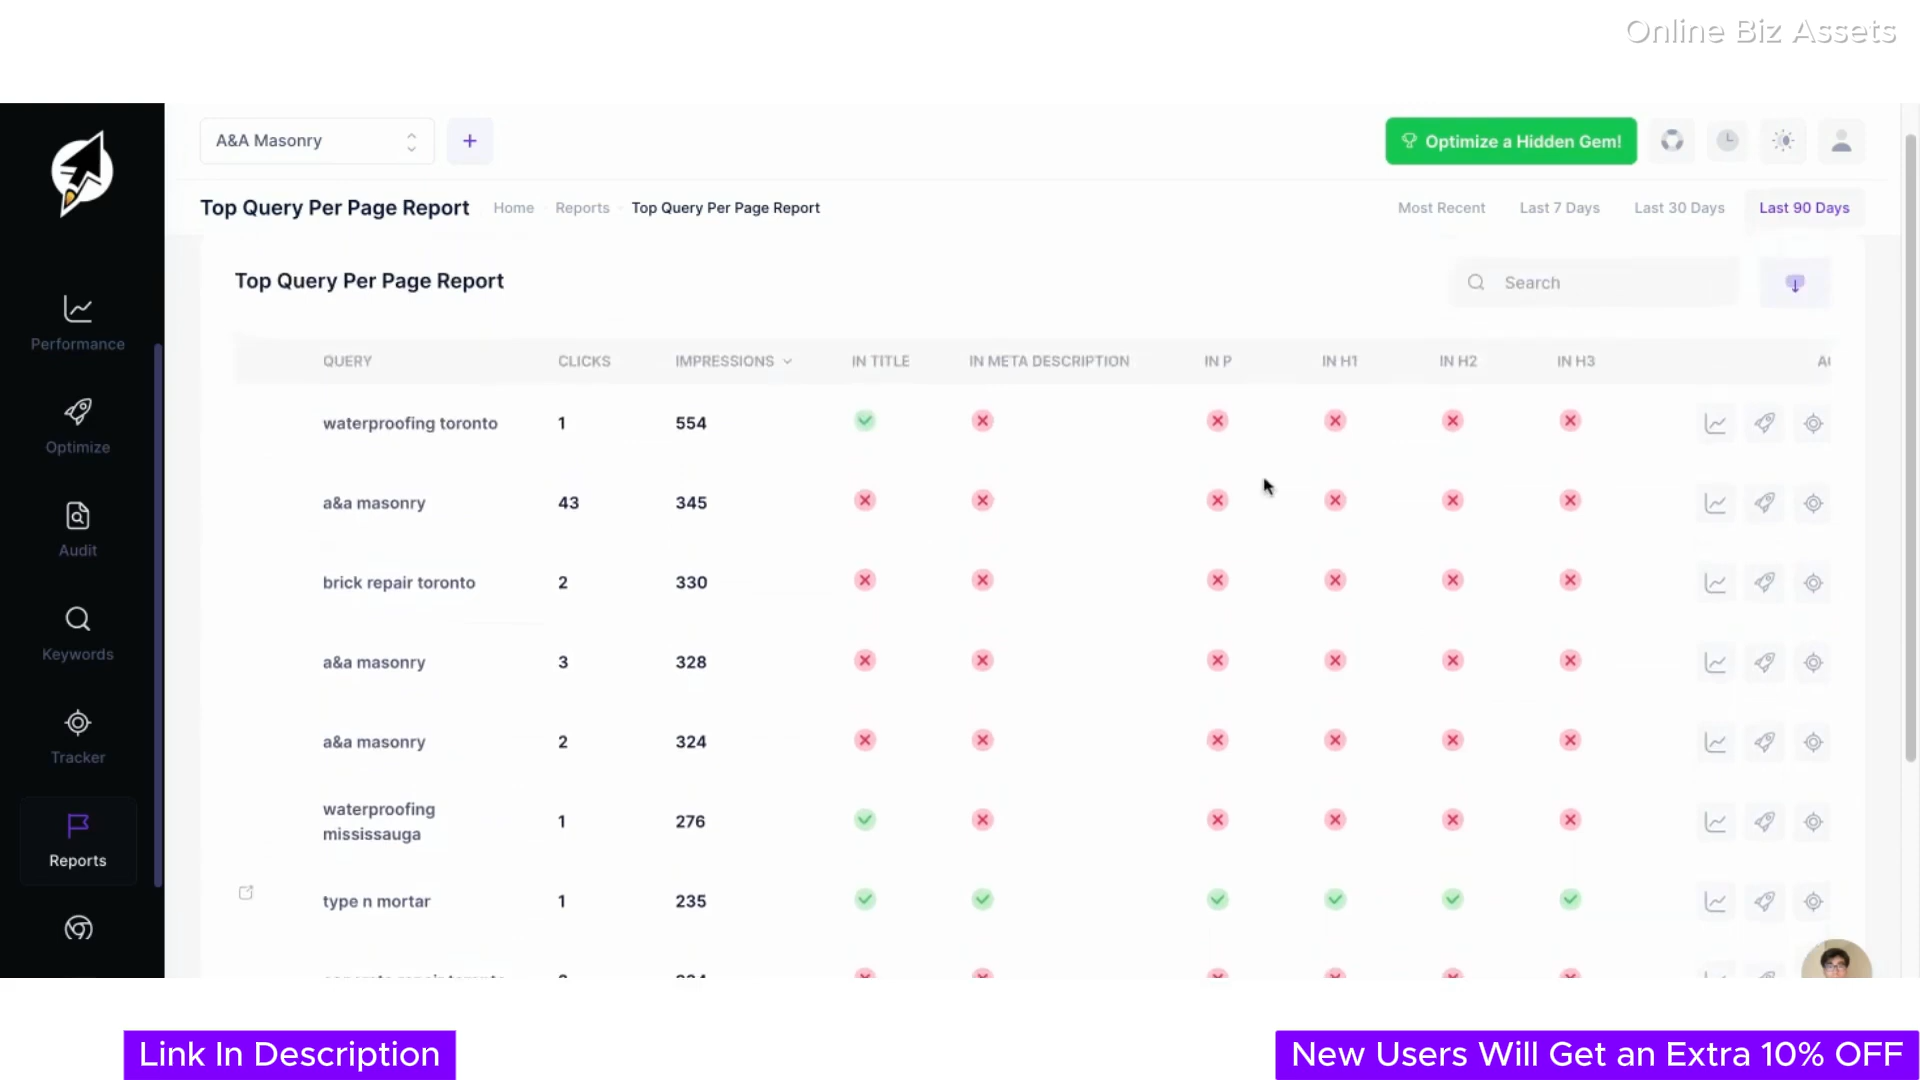 Online Biz Assets
A&A Masonry
+
Optimize a Hidden Gem!
Top Query Per Page Report
Home
Reports
Top Query Per Page Report
Most Recent
Last 7 Days
Last 30 Days
Last 90 Days
Top Query Per Page Report
Search
QUERY CLICKS IMPRESSIONS IN TITLE IN META DESCRIPTION IN P IN H1 IN H2 IN H3
waterproofing toronto 1 554
a&a masonry 43 345
brick repair toronto 2 330
a&a masonry 3 328
a&a masonry 2 324
waterproofing
mississauga
1 276
type n mortar 1 235
Performance
Optimize
Audit
Keywords
Tracker
Reports
Link In Description
New Users Will Get an Extra 10% OFF